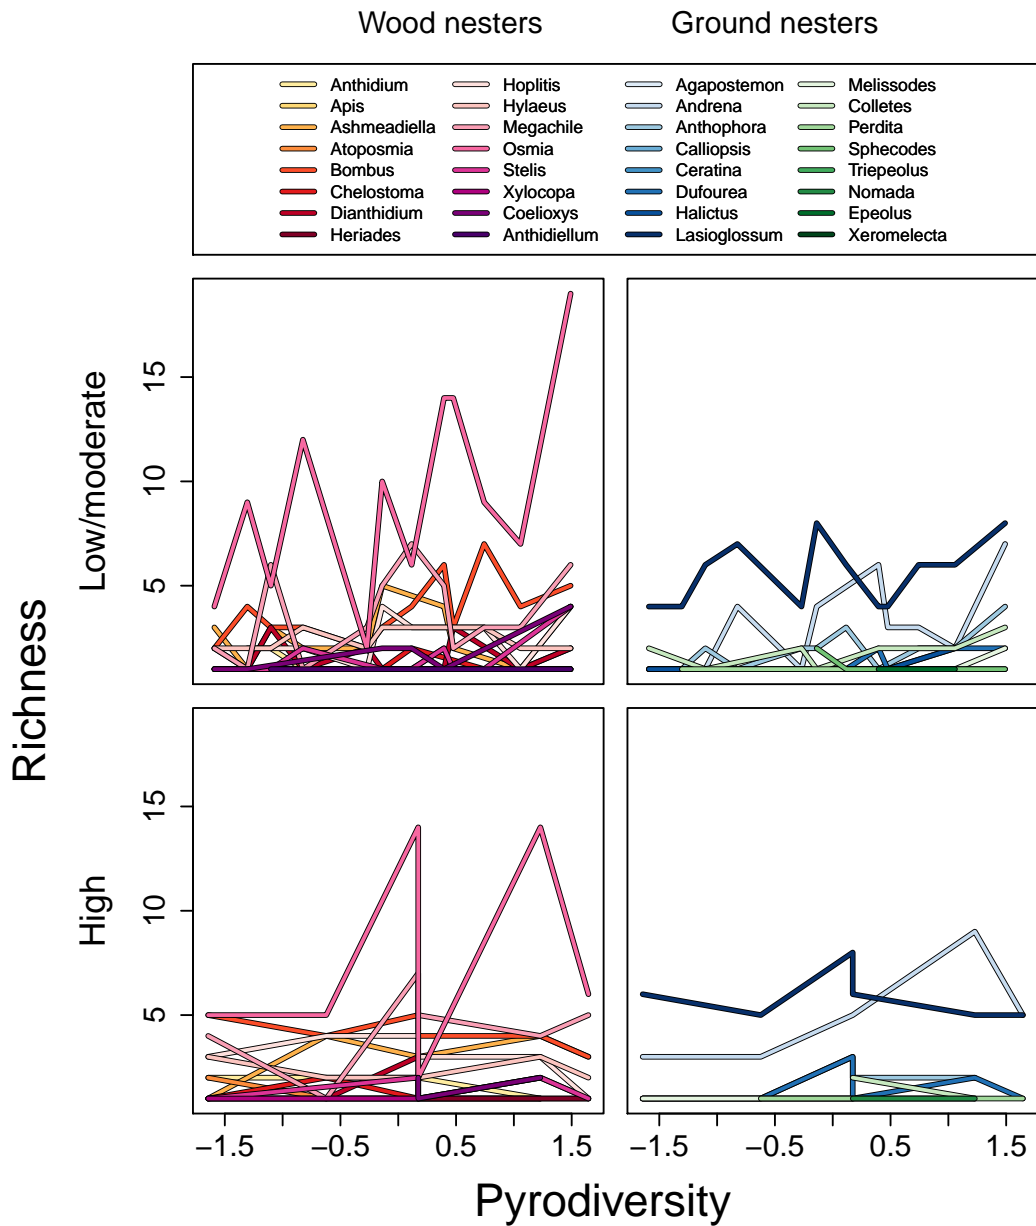 Wood nesters Ground nesters
Anthidium Hoplitis Agapostemon Melissodes
Apis Hylaeus Andrena Colletes
Ashmeadiella Megachile Anthophora Perdita
Atoposmia Osmia Calliopsis Sphecodes
Bombus Stelis Ceratina Triepeolus
Chelostoma Xylocopa Dufourea Nomada
Dianthidium Coelioxys Halictus Epeolus
Heriades Anthidiellum Lasioglossum Xeromelecta
Richness
Low/moderate
15
10
5
High
15
10
5
−1.5 −0.5 0.5 1.5 −1.5 −0.5 0.5 1.5
Pyrodiversity